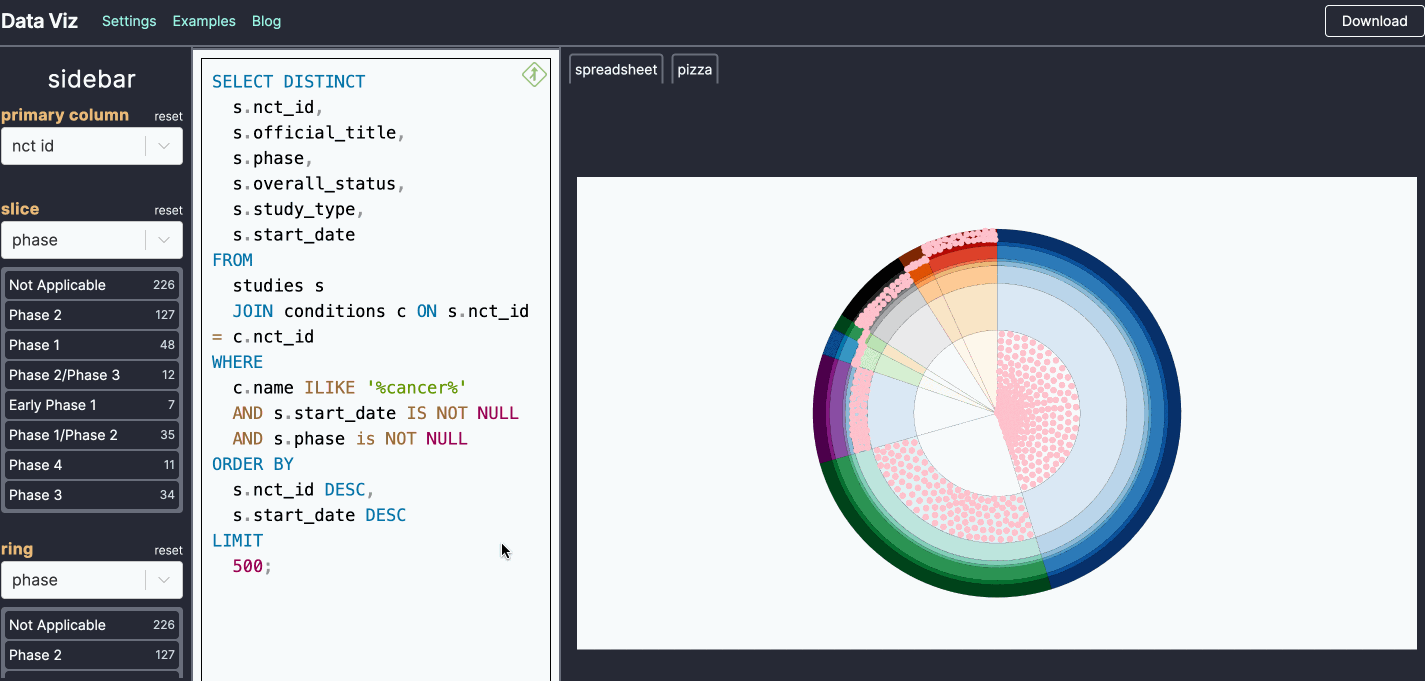 Data Viz Settings Examples Blog Download
sidebar
primary column reset
nct id
slice reset
phase
Not Applicable 226
Phase 2 127
Phase 1 48
Phase 2/Phase 3 12
Early Phase 1 7
Phase 1/Phase 2 35
Phase 4 11
Phase 3 34
ring reset
phase
Not Applicable 226
Phase 2 127
SELECT DISTINCT
s.nct_id,
s.official_title,
s.phase,
s.overall_status,
s.study_type,
s.start_date
FROM
studies s
JOIN conditions c ON s.nct_id
= c.nct_id
WHERE
c.name ILIKE '%cancer%'
AND s.start_date IS NOT NULL
AND s.phase is NOT NULL
ORDER BY
s.nct_id DESC,
s.start_date DESC
LIMIT
500;
spreadsheet pizza